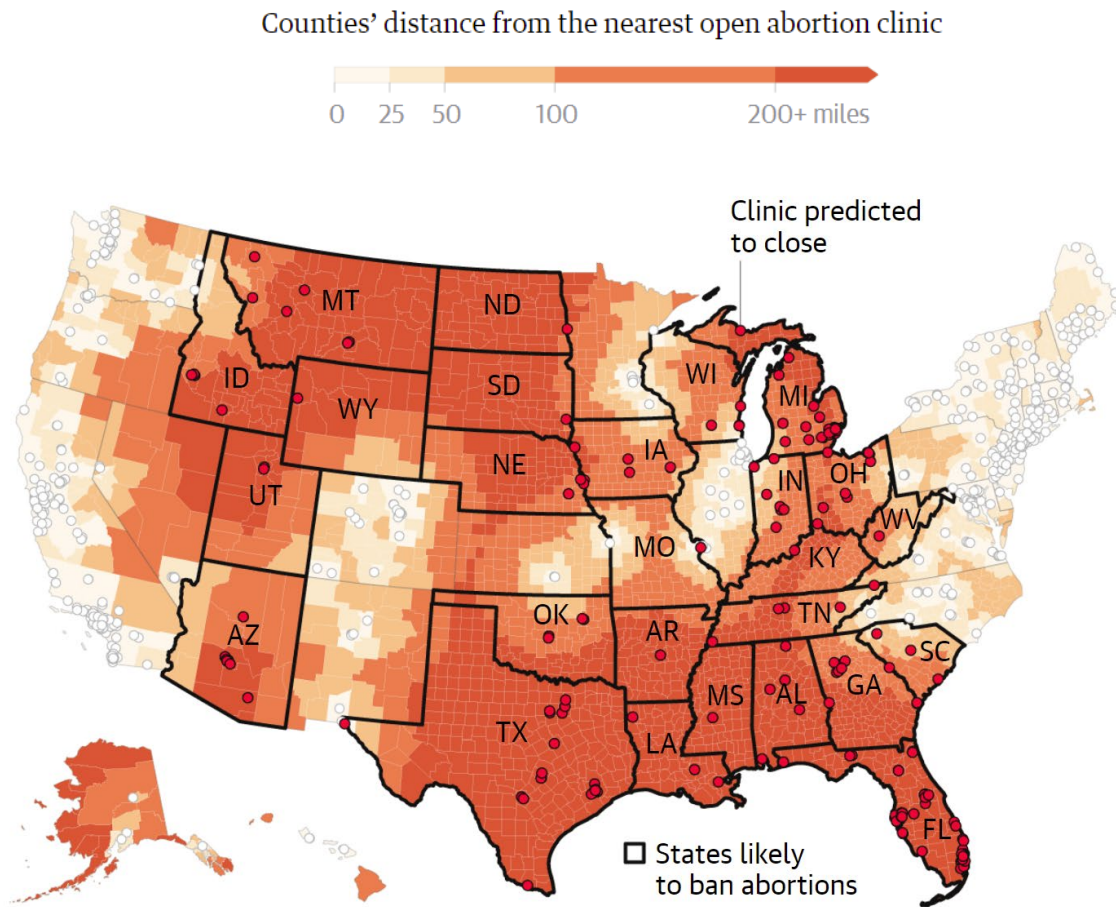 Counties’ distance from the nearest open abortion clinic
0 25 50 100 200+ miles
Clinic predicted
to close
MT
ND
ID
WY
SD
WI
MI
NE
IA
UT
IN
OH
WV
MO
KY
AZ
OK
AR
TN
SC
MS
AL
GA
TX
LA
FL
States likely
to ban abortions